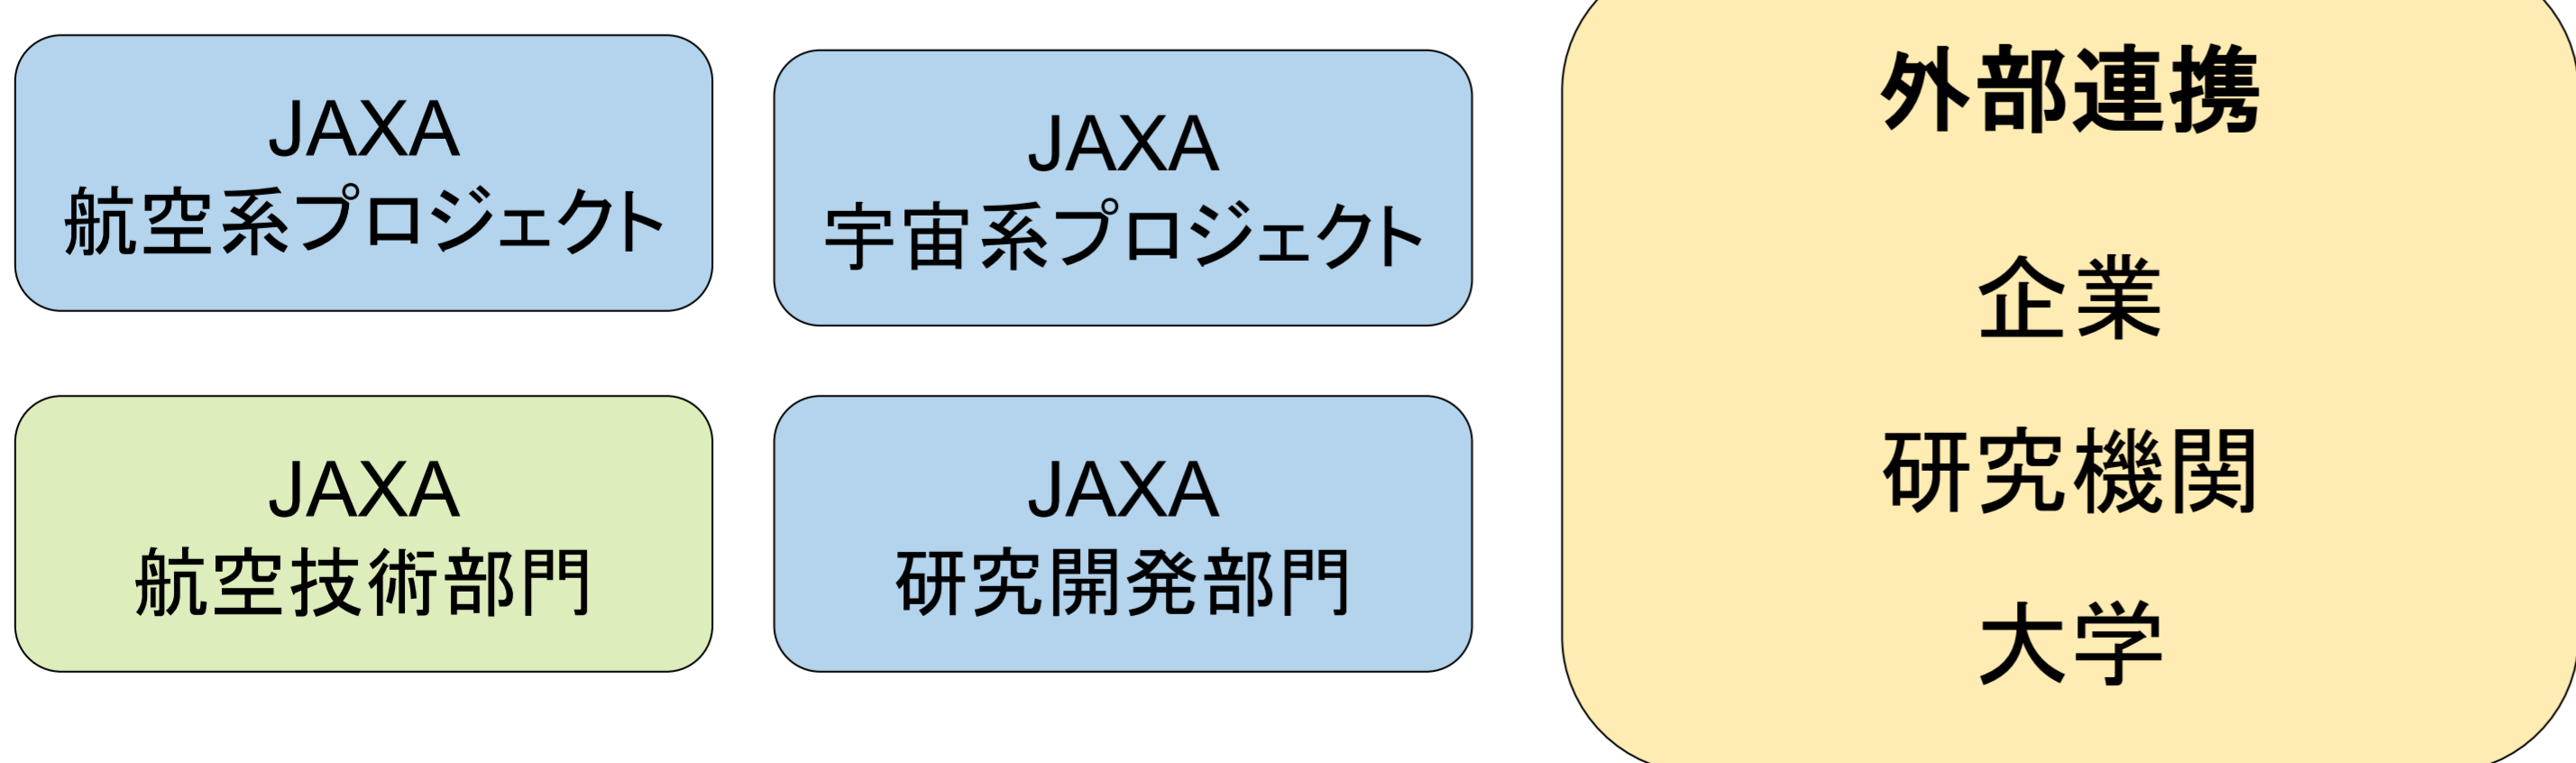 JAXA
航空系プロジェクト
JAXA
宇宙系プロジェクト
JAXA
航空技術部門
JAXA
研究開発部門
外部連携
企業
研究機関
大学